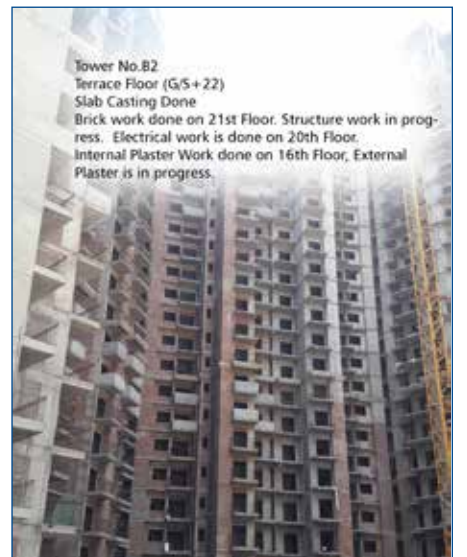 Tower No.B2
Terrace Floor (G/S+22)
Slab Casting Done
Brick work done on 21st Floor. Structure work in prog-
ress. Electrical work is done on 20th Floor.
Internal Plaster Work done on 16th Floor, External
Plaster is in progress.